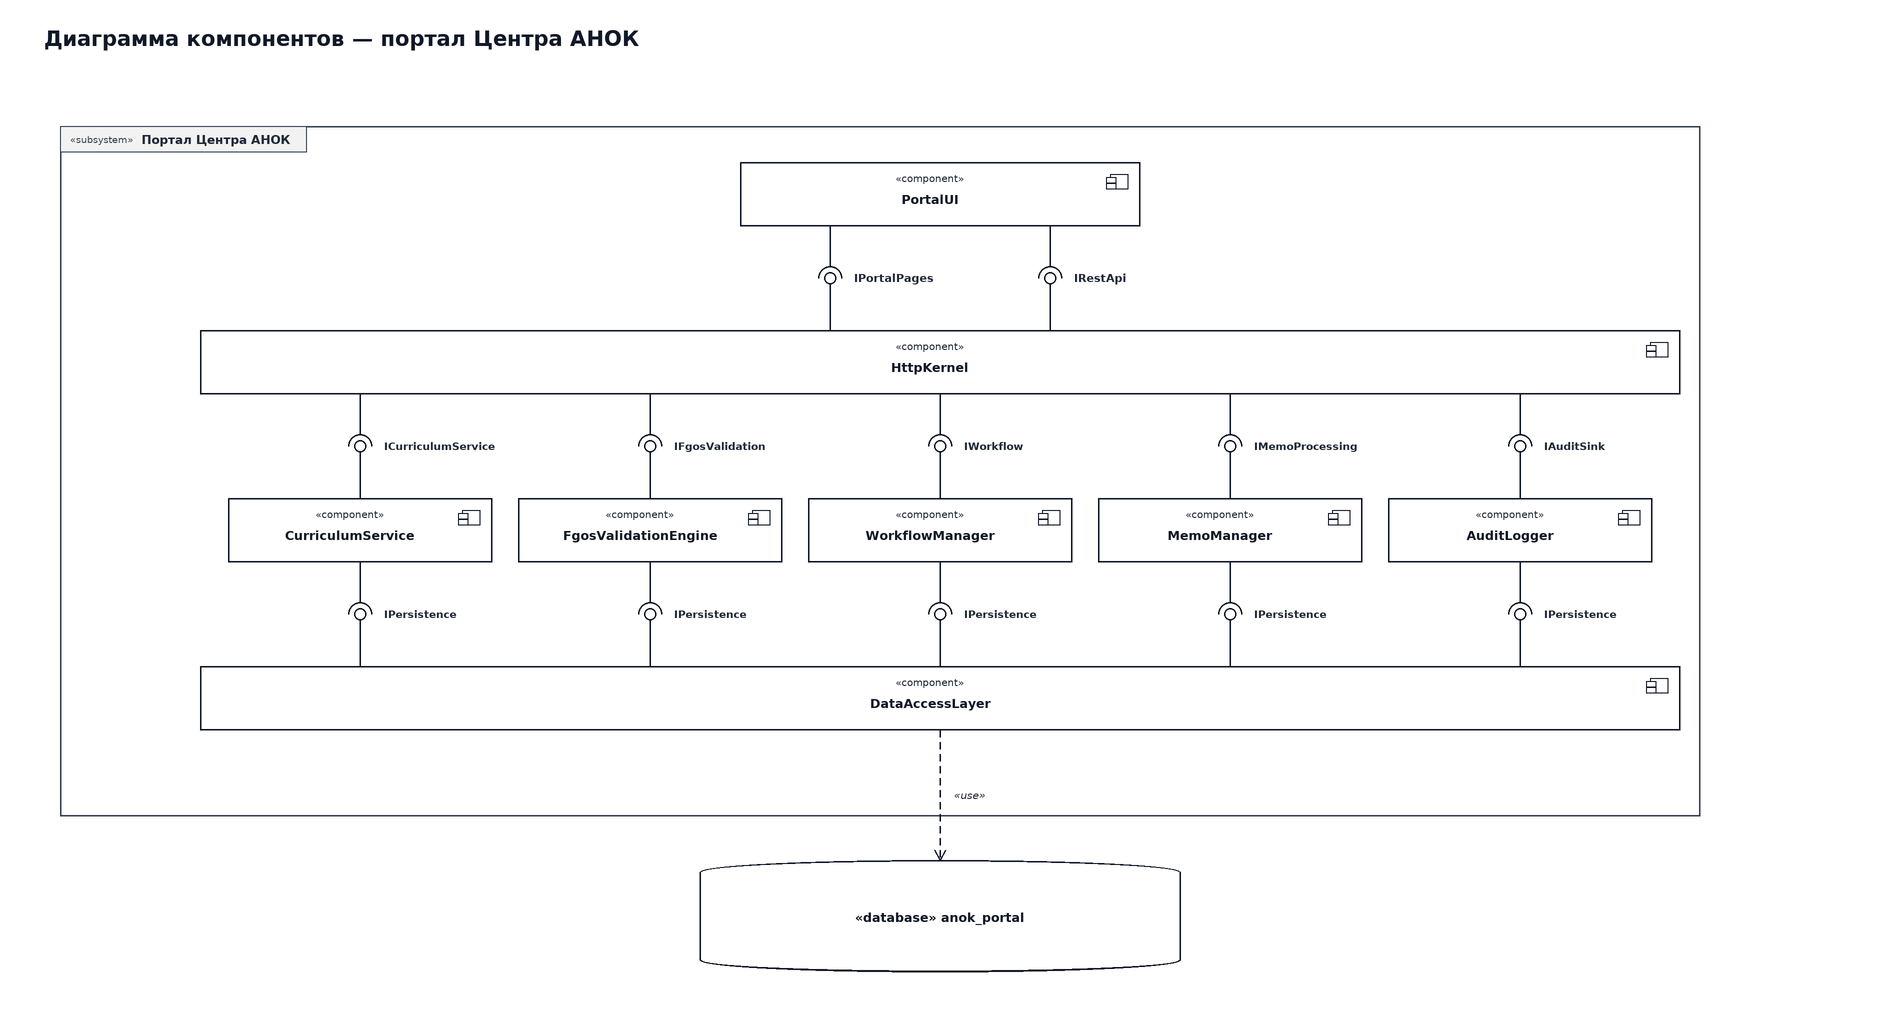 Диаграмма компонентов — портал Центра АНОК
«subsystem» Портал Центра АНОК
«component»
PortalUI
IPortalPages
IRestApi
«component»
HttpKernel
ICurriculumService
IFgosValidation
IWorkflow
IMemoProcessing
IAuditSink
«component»
CurriculumService
«component»
FgosValidationEngine
«component»
WorkflowManager
«component»
MemoManager
«component»
AuditLogger
IPersistence
IPersistence
IPersistence
IPersistence
IPersistence
«component»
DataAccessLayer
«use»
«database» anok_portal